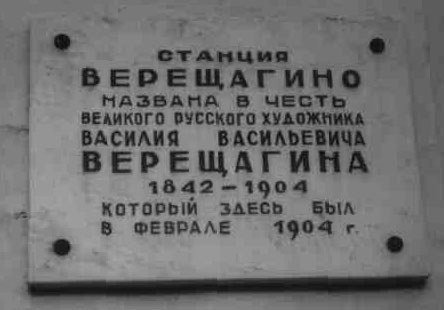 СТАНЦИЯ
ВЕРЕЩАГИНО
НАЗВАНА В ЧЕСТЬ
ВЕЛИКОГО РУССКОГО ХУДОЖНИКА
ВАСИЛИЯ ВАСИЛЬЕВИЧА
ВЕРЕЩАГИНА
1842-1904
КОТОРЫЙ ЗДЕСЬ БЫЛ
В ФЕВРАЛЕ 1904 г.